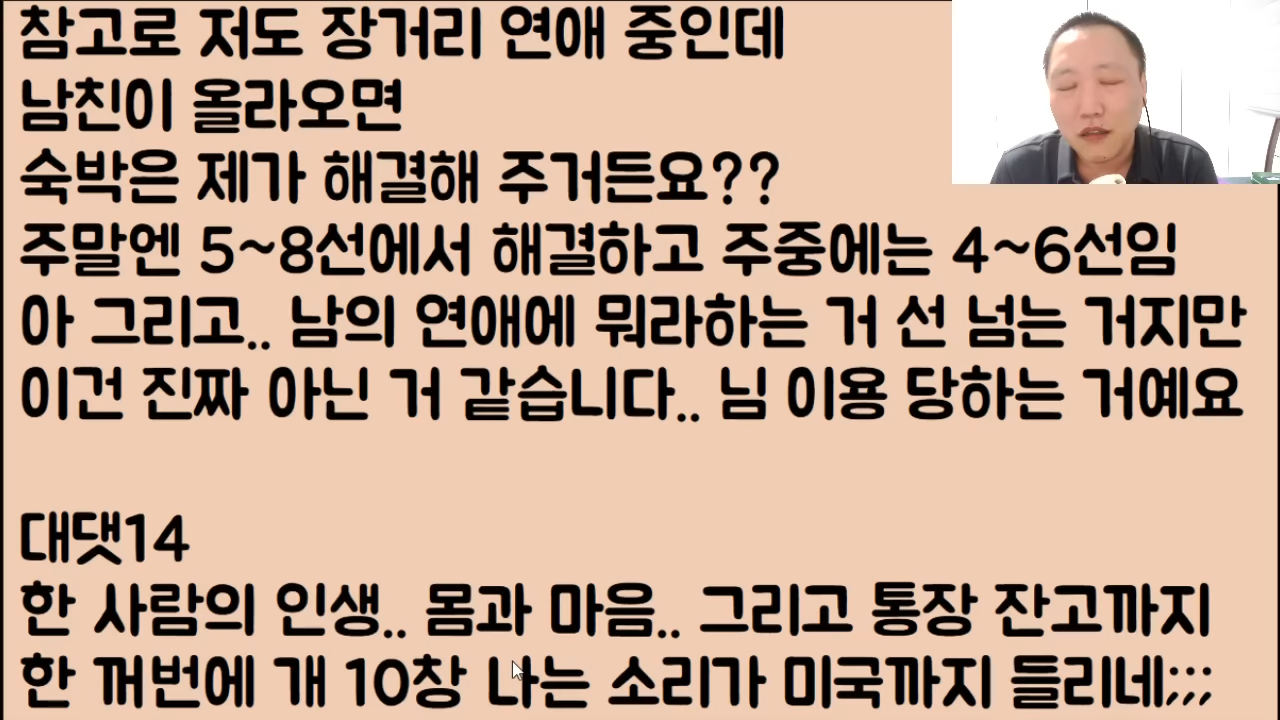 참고로 저도 장거리 연애 중인데
남친이 올라오면
숙박은 제가 해결해 주거든요??
주말엔 5~8선에서 해결하고 주중에는 4~6선임
아 그리고.. 남의 연애에 뭐라하는 거 선 넘는 거지만
이건 진짜 아닌 거 같습니다.. 님 이용 당하는 거예요
대댓14
한 사람의 인생.. 몸과 마음.. 그리고 통장 잔고까지
한 꺼번에 개 10창 나는 소리가 미국까지 들리네;;;